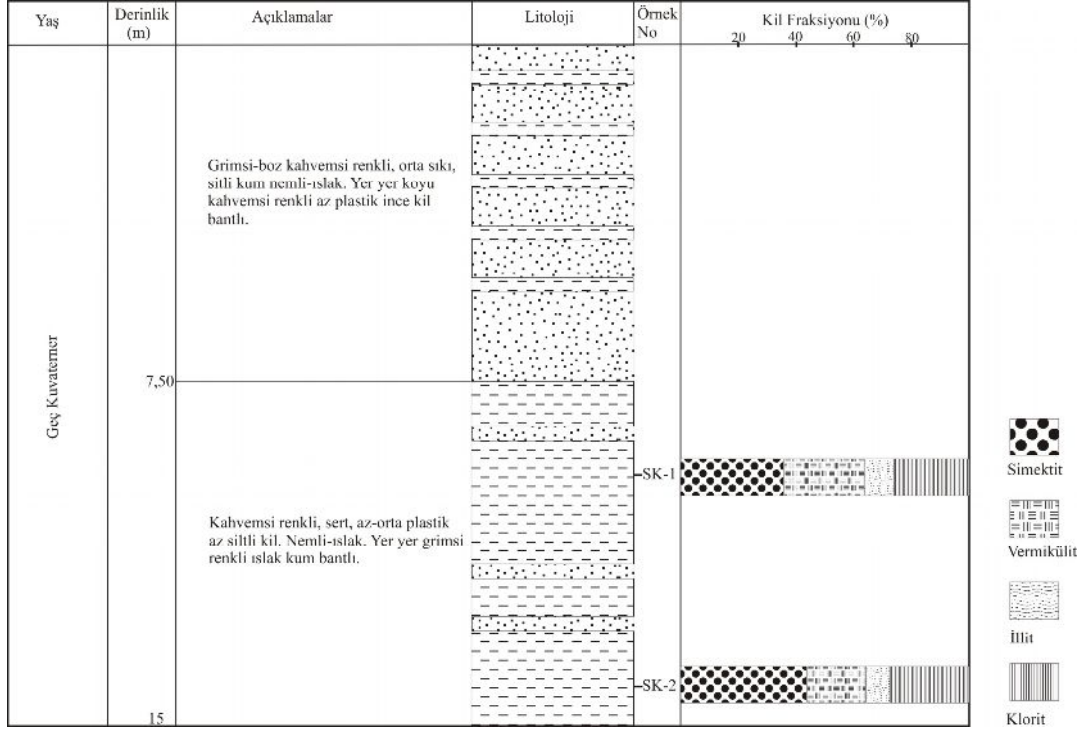 Yaş
Derinlik
(m)
Açıklamalar
Litoloji
Örnek
No
Kil Fraksiyonu (%)
20 40 60 80
Grimsi-boz kahvemsi renkli, orta sıkı,
sitli kum nemli-ıslak. Yer yer koyu
kahvemsi renkli az plastik ince kil
bantlı.
Geç Kuvaterner
7,50
SK-1
Kahvemsi renkli, sert, az-orta plastik
az siltli kil. Nemli-ıslak. Yer yer grimsi
renkli ıslak kum bantlı.
SK-2
15
Simektit
Vermikülit
İllit
Klorit